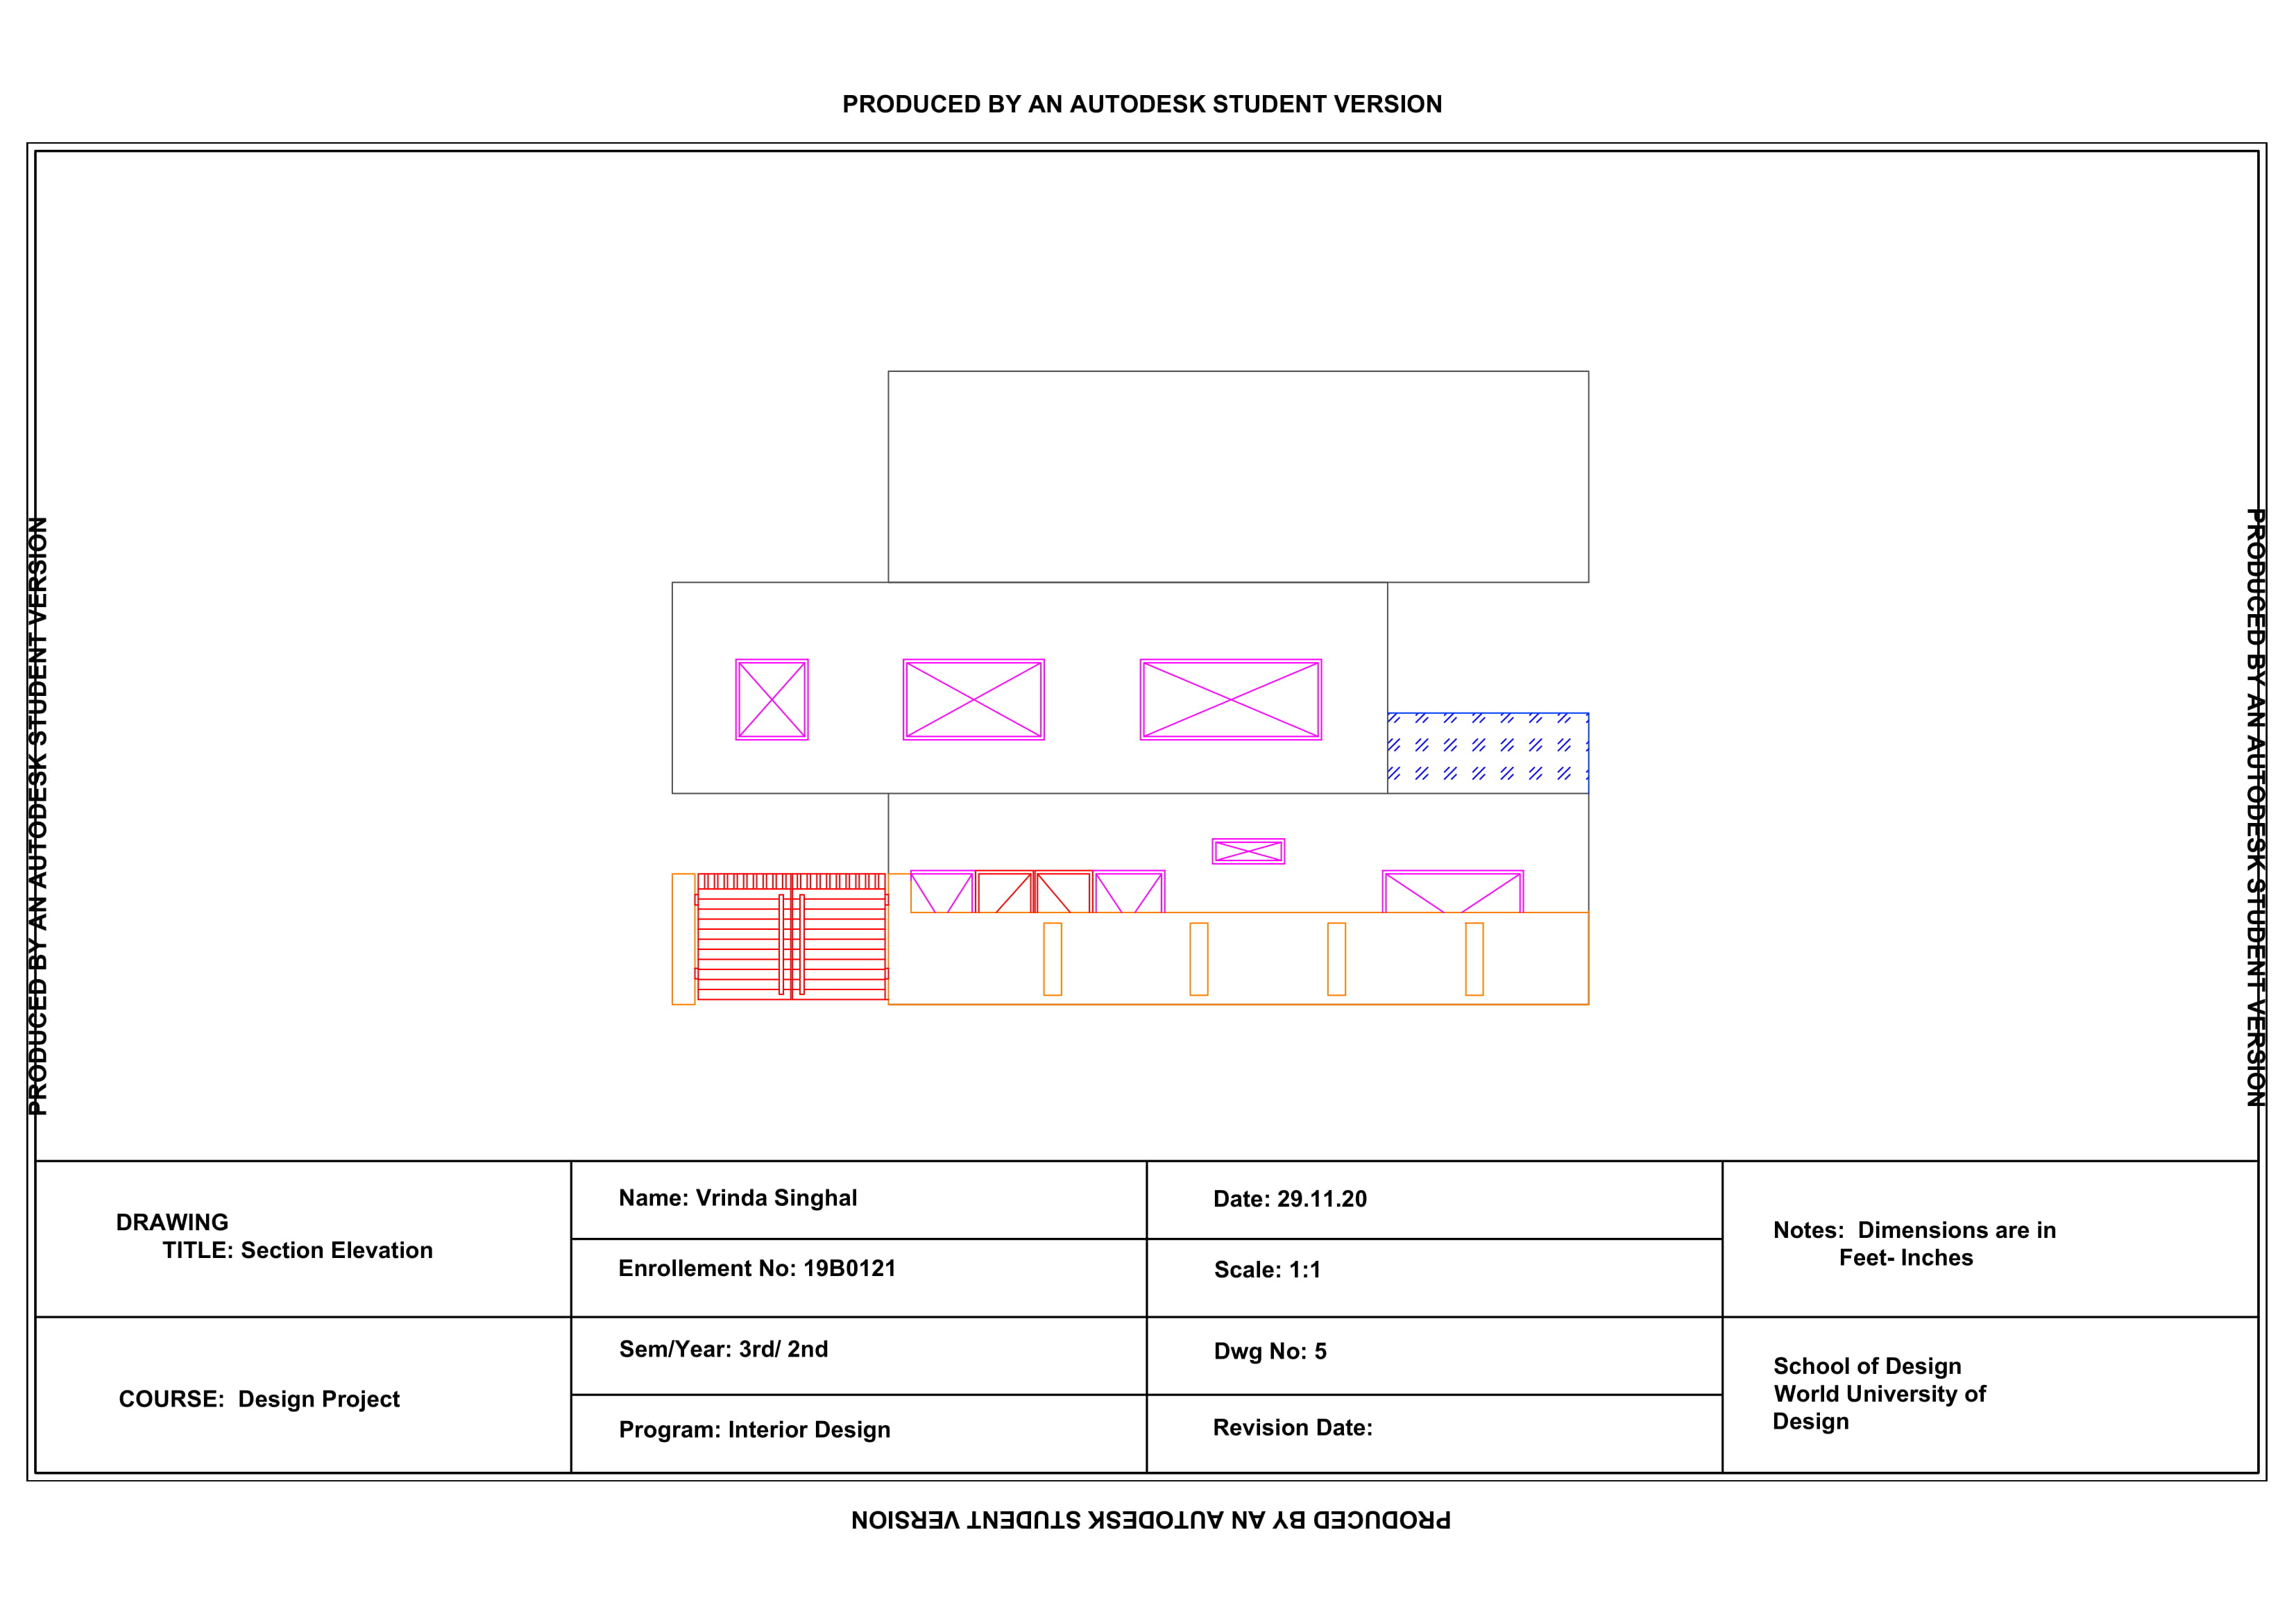 PRODUCED BY AN AUTODESK STUDENT VERSION
PRODUCED BY AN AUTODESK STUDENT VERSION
PRODUCED BY AN AUTODESK STUDENT VERSION
DRAWING
TITLE: Section Elevation
Name: Vrinda Singhal
Date: 29.11.20
Notes:  Dimensions are in
Feet- Inches
Enrollement No: 19B0121
Scale: 1:1
COURSE:  Design Project
Sem/Year: 3rd/ 2nd
Dwg No: 5
School of Design
World University of
Design
Program: Interior Design
Revision Date:
PRODUCED BY AN AUTODESK STUDENT VERSION